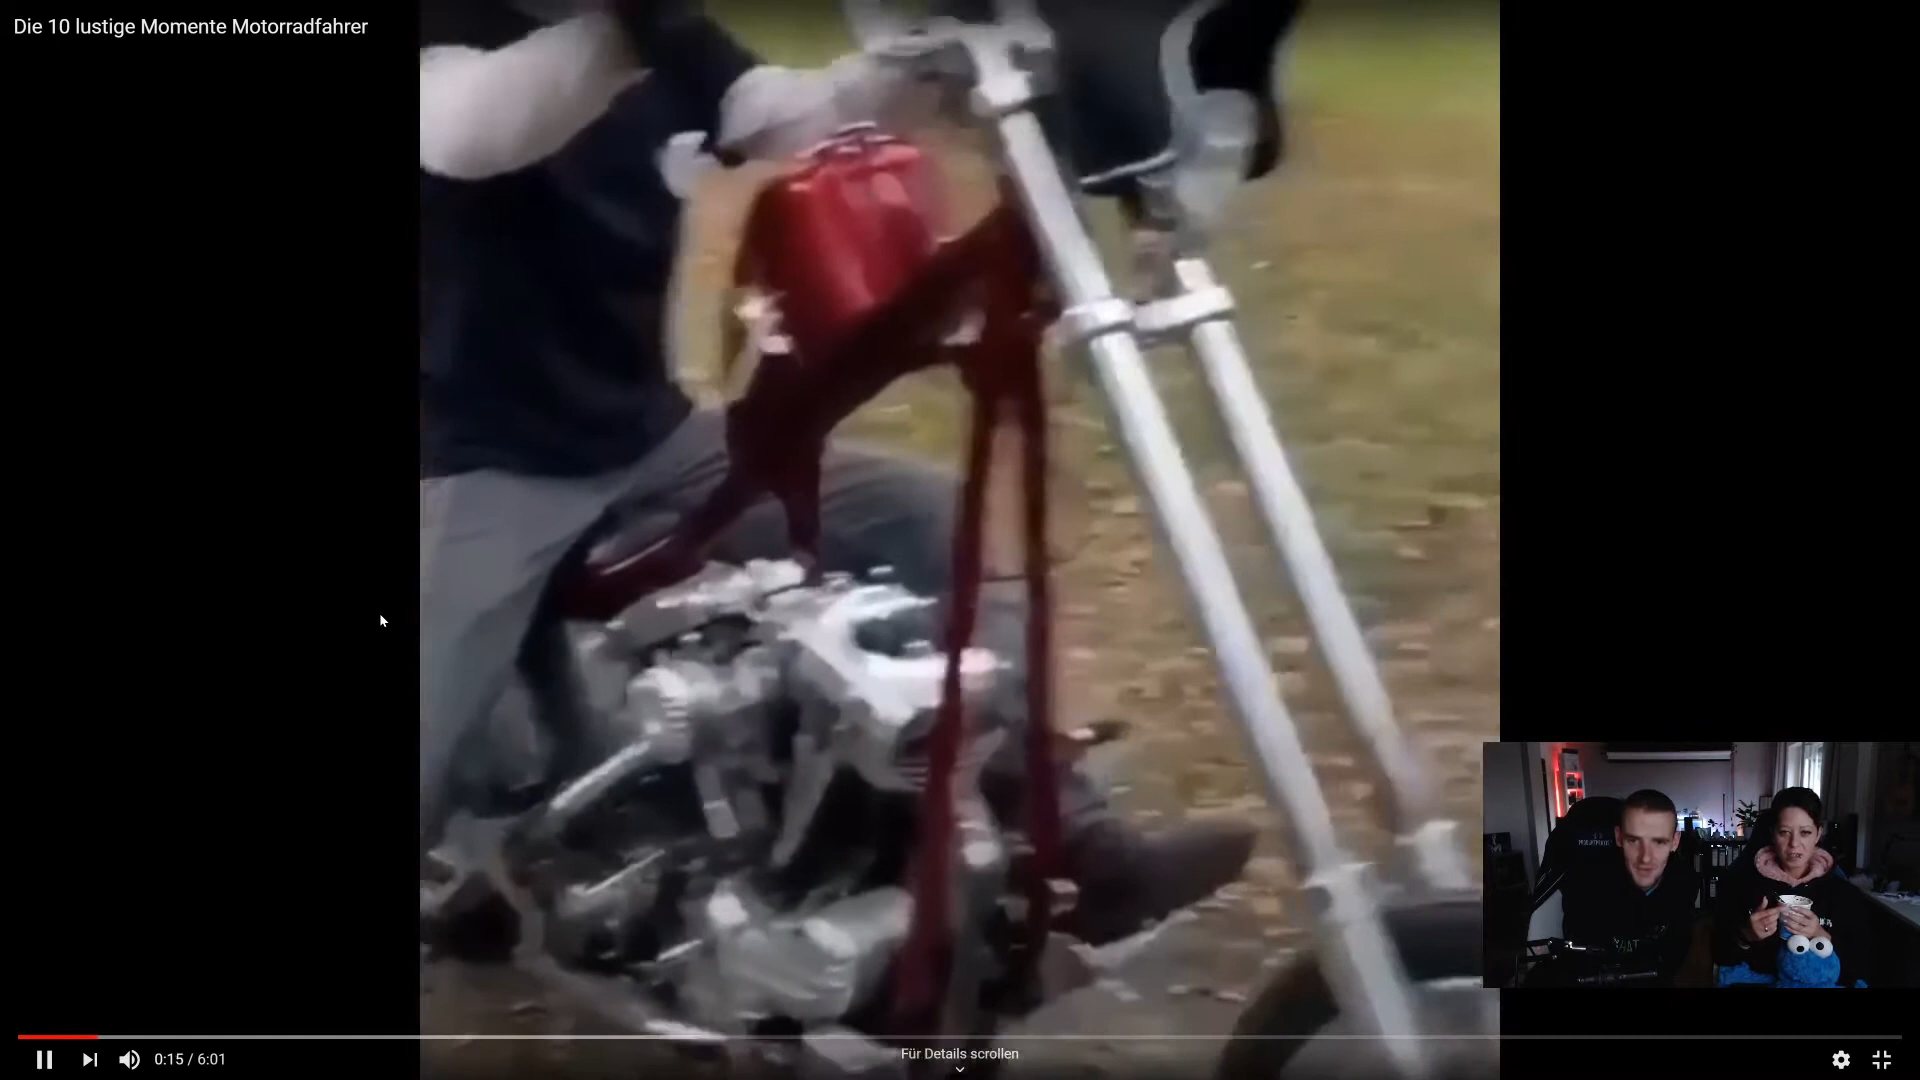 Die 10 lustige Momente Motorradfahrer
0:15 / 6:01
Für Details scrollen